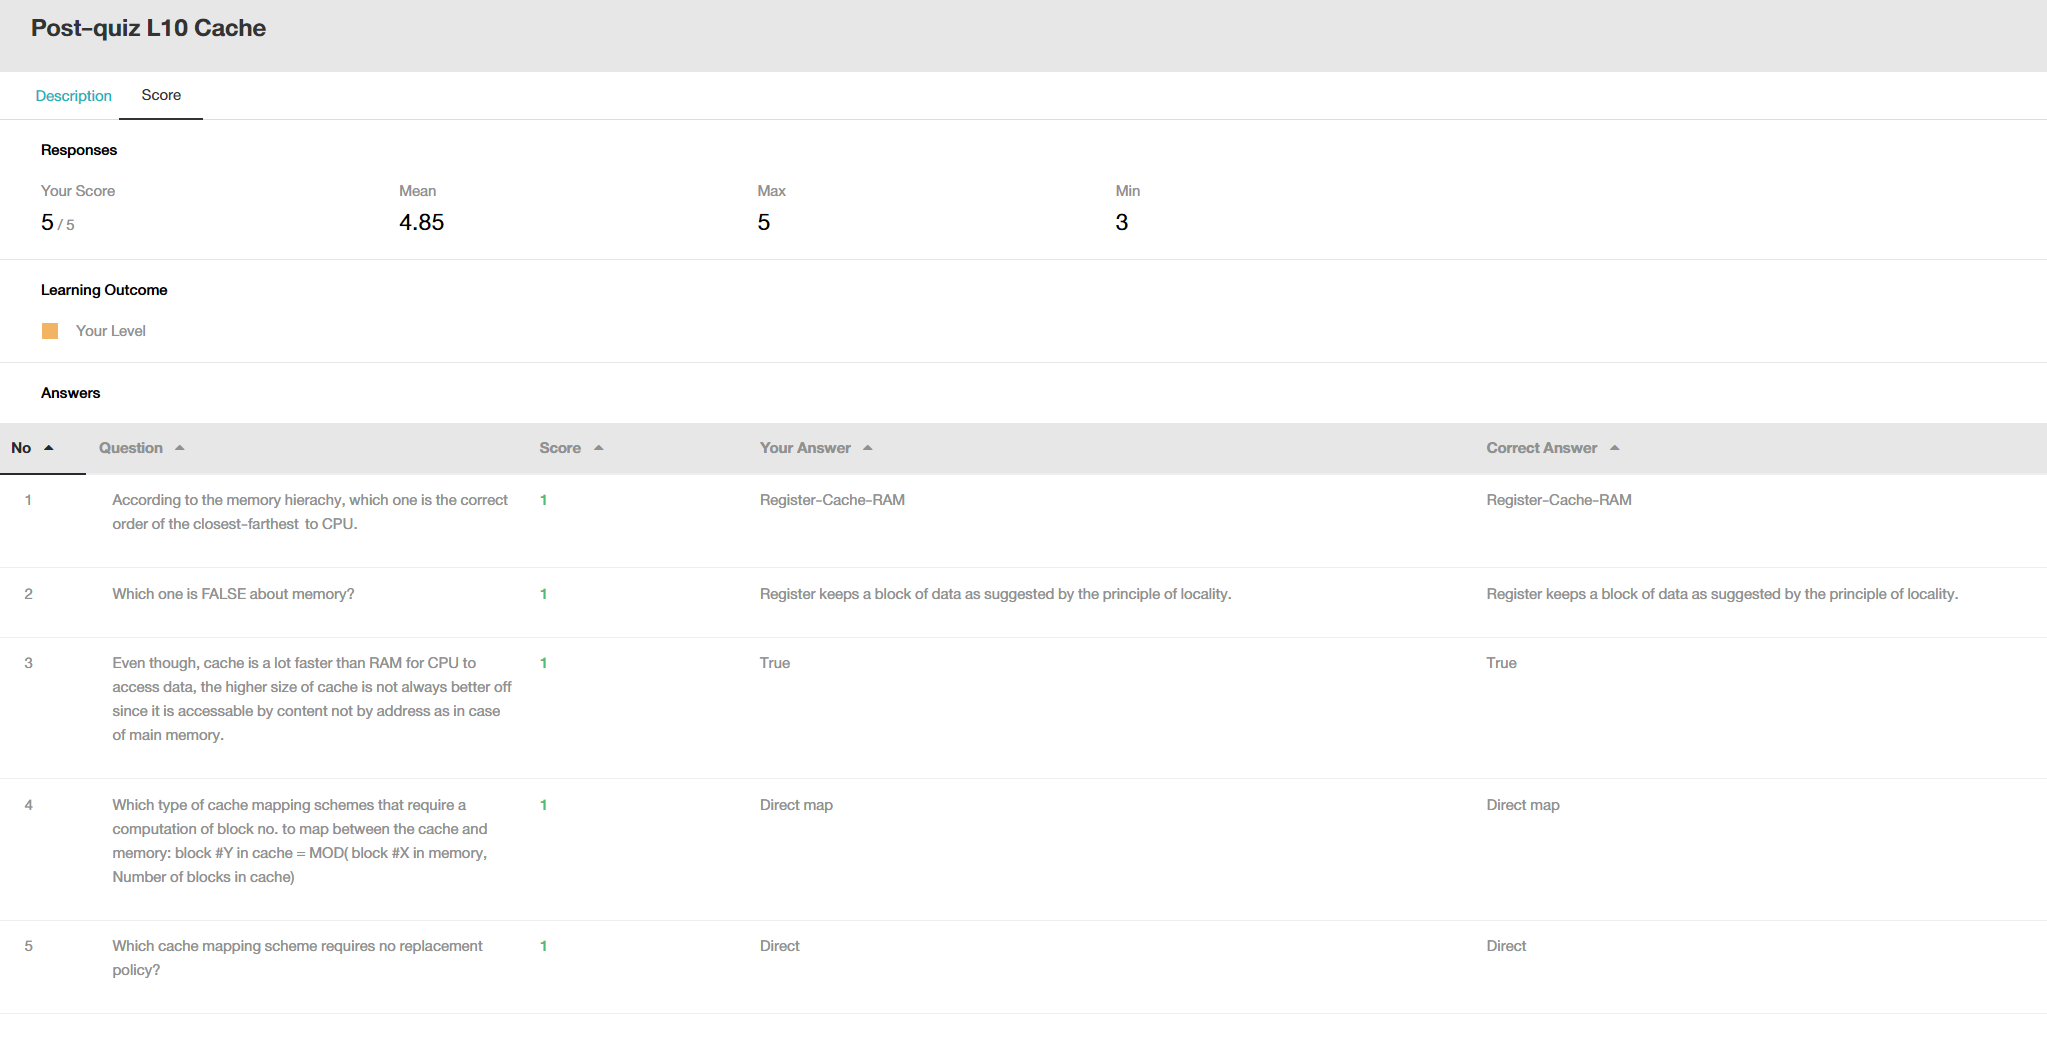 Post-quiz L10 Cache
Description Score
Responses
Your Score Mean Max Min
5 / 5 4.85 5 3
Learning Outcome
Your Level
Answers
No Question Score Your Answer Correct Answer
1 According to the memory hierachy, which one is the correct 1 Register-Cache-RAM Register-Cache-RAM
order of the closest-farthest to CPU.
2 Which one is FALSE about memory? 1 Register keeps a block of data as suggested by the principle of locality. Register keeps a block of data as suggested by the principle of locality.
3 Even though, cache is a lot faster than RAM for CPU to 1 True True
access data, the higher size of cache is not always better off
since it is accessable by content not by address as in case
of main memory.
4 Which type of cache mapping schemes that require a 1 Direct map Direct map
computation of block no. to map between the cache and
memory: block #Y in cache = MOD( block #X in memory,
Number of blocks in cache)
5 Which cache mapping scheme requires no replacement 1 Direct Direct
policy?